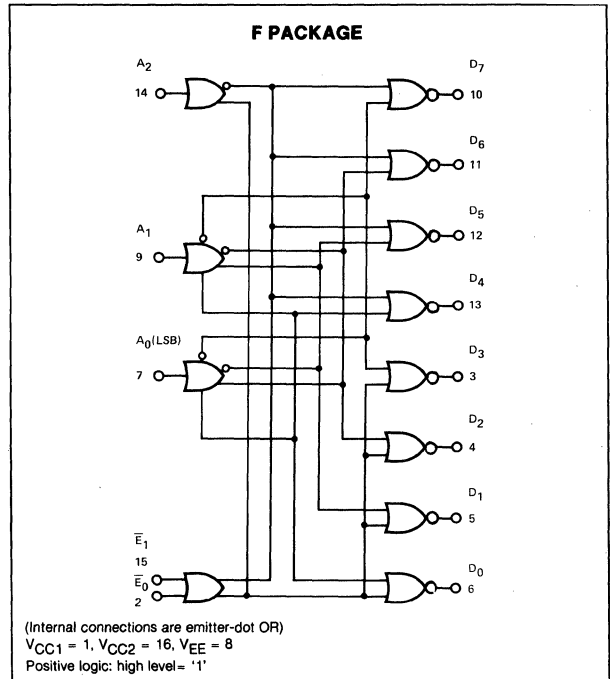 F PACKAGE
A2
14
D7
10
D6
11
A1
9
D5
12
D4
13
A0(LSB)
7
D3
3
D2
4
D1
5
E̅1
15
E̅0
2
D0
6
(Internal connections are emitter-dot OR)
VCC1 = 1, VCC2 = 16, VEE = 8
Positive logic: high level= '1'